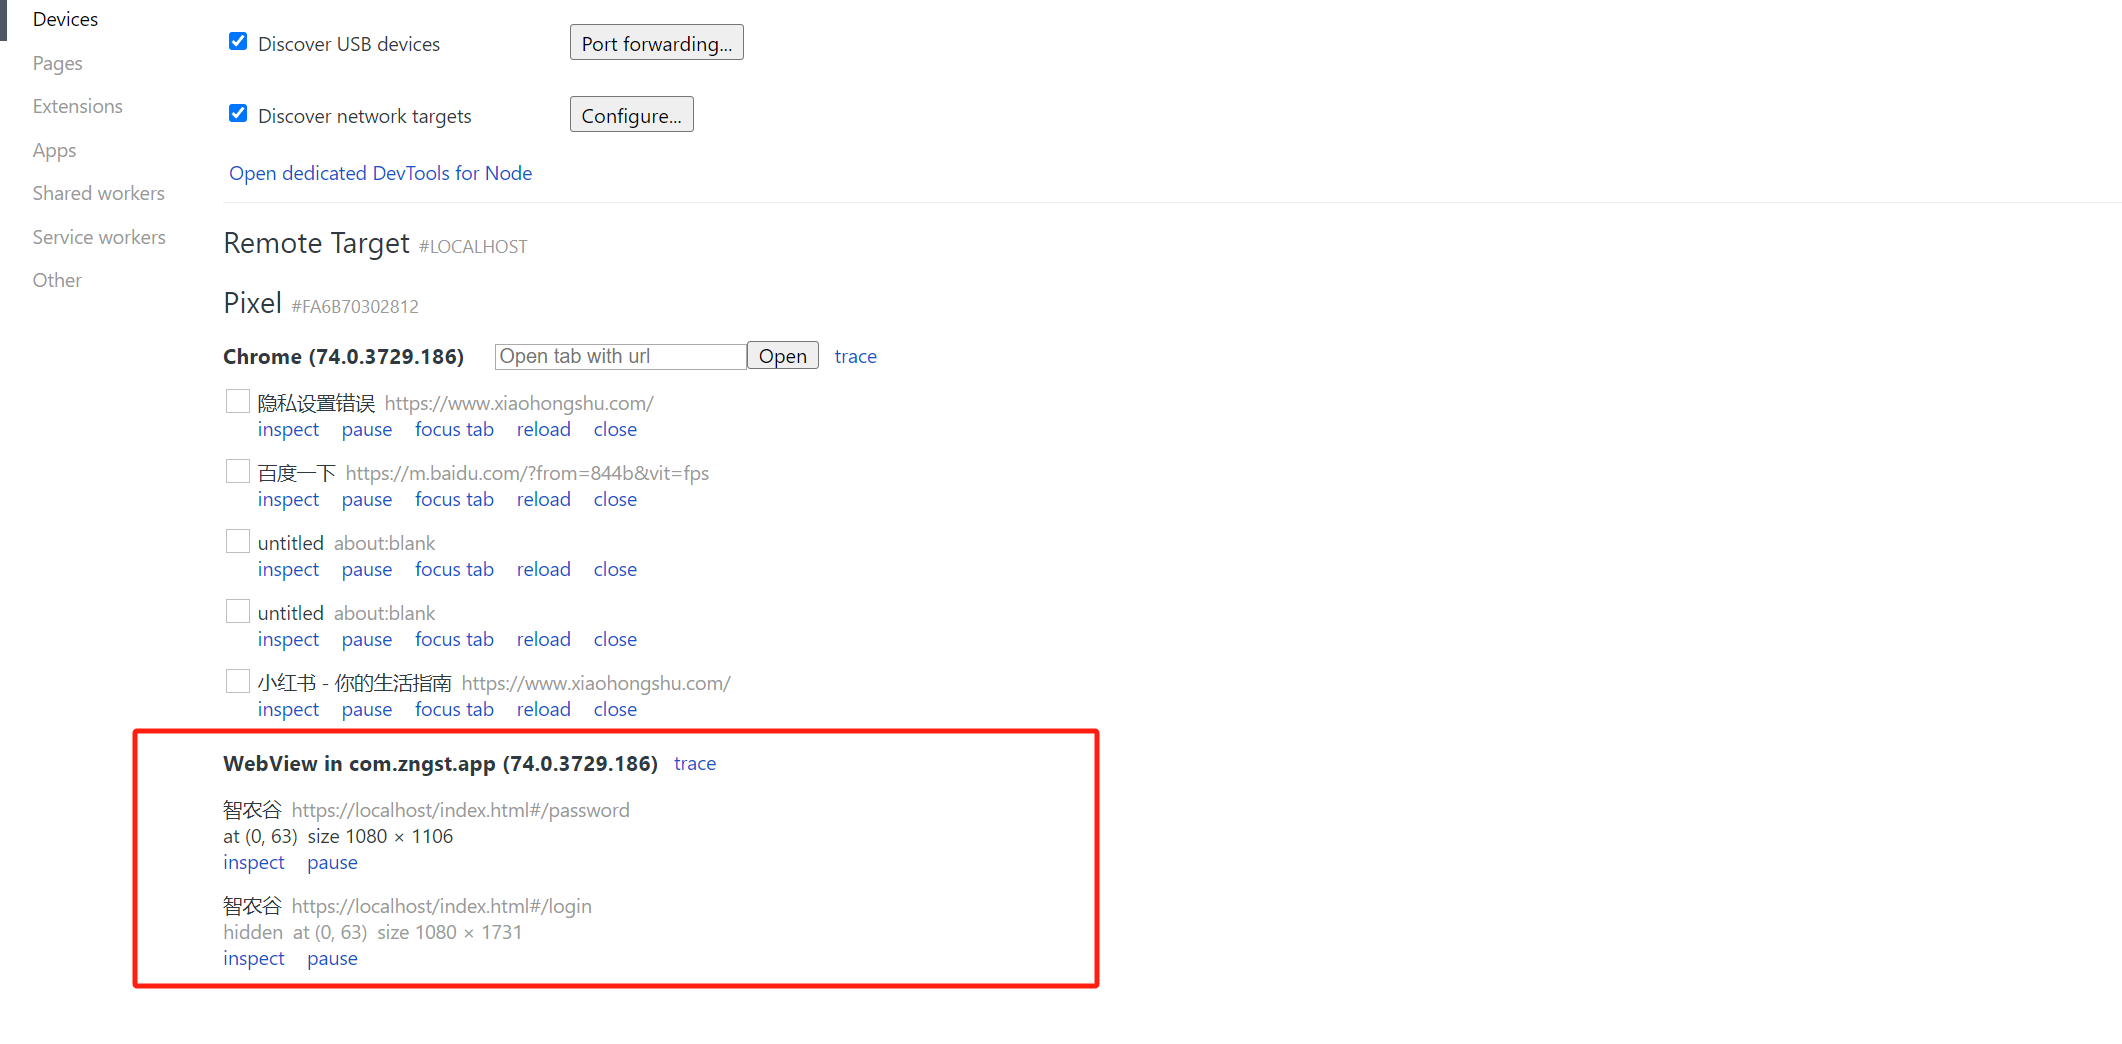 Devices
Pages
Extensions
Apps
Shared workers
Service workers
Other
Discover USB devices Port forwarding...
Discover network targets Configure...
Open dedicated DevTools for Node
Remote Target #LOCALHOST
Pixel #FA6B70302812
Chrome (74.0.3729.186) Open tab with url Open trace
隐私设置错误 https://www.xiaohongshu.com/
inspect pause focus tab reload close
百度一下 https://m.baidu.com/?from=844b&vit=fps
inspect pause focus tab reload close
untitled about:blank
inspect pause focus tab reload close
untitled about:blank
inspect pause focus tab reload close
小红书 - 你的生活指南 https://www.xiaohongshu.com/
inspect pause focus tab reload close
WebView in com.zngst.app (74.0.3729.186) trace
智农谷 https://localhost/index.html#/password
at (0, 63) size 1080 × 1106
inspect pause
智农谷 https://localhost/index.html#/login
hidden at (0, 63) size 1080 × 1731
inspect pause